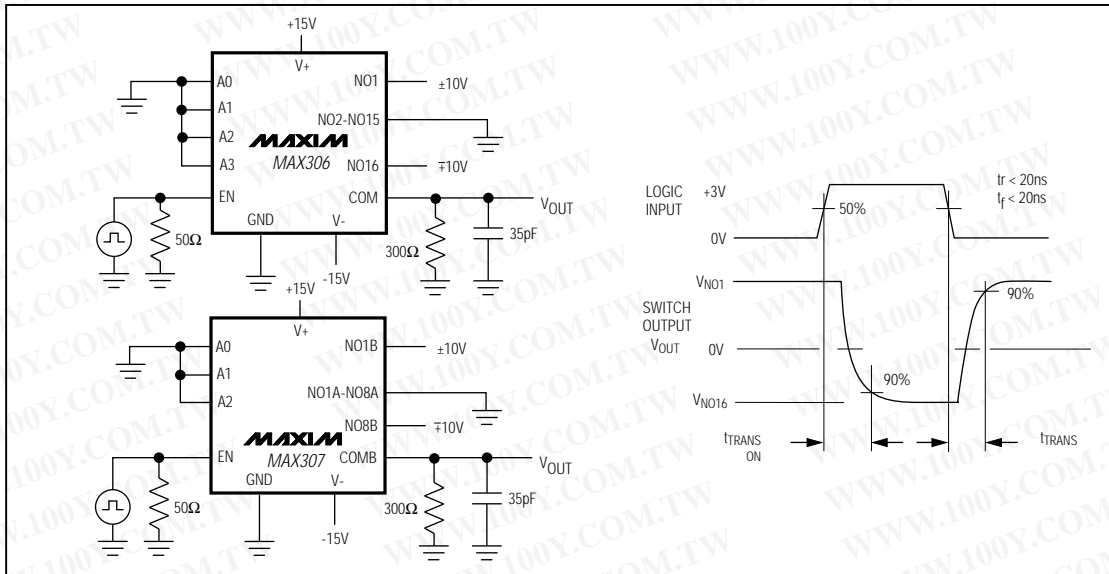 +15V
V+
A0
A1
A2
A3
EN
NO1
±10V
NO2-NO15
MAXIM
MAX306
NO16
∓10V
COM
VOUT
GND
V-
50Ω
300Ω
35pF
-15V
+15V
V+
A0
A1
A2
EN
NO1B
±10V
NO1A-NO8A
NO8B
∓10V
MAXIM
MAX307
COMB
VOUT
GND
V-
50Ω
300Ω
35pF
-15V
LOGIC
INPUT
+3V
50%
0V
tr < 20ns
tf < 20ns
VNO1
SWITCH
OUTPUT
VOUT
0V
90%
90%
VNO16
tTRANS
ON
tTRANS
WWW.100Y.COM.TW